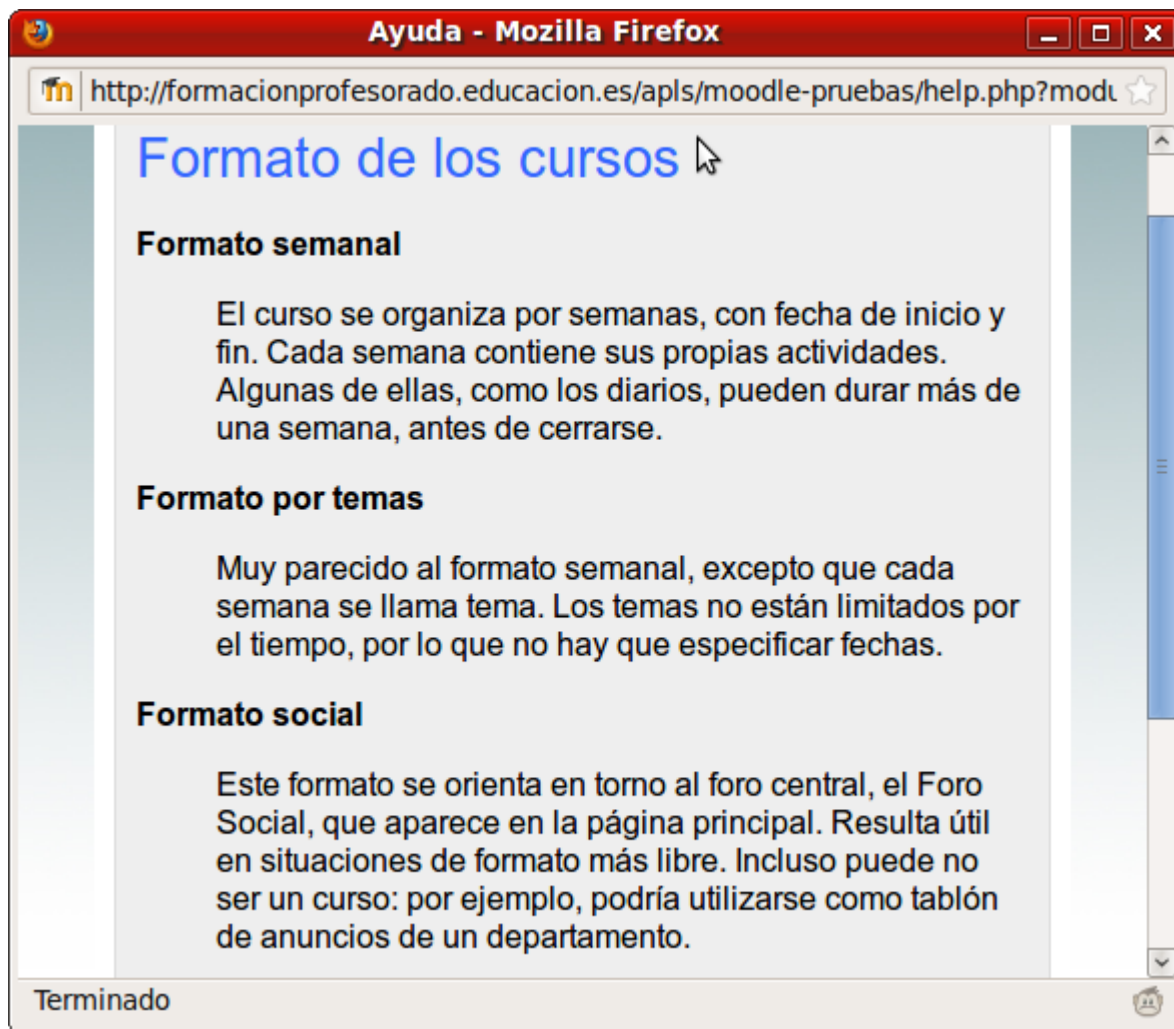 Ayuda - Mozilla Firefox
http://formacionprofesorado.educacion.es/apls/moodle-pruebas/help.php?modu
Formato de los cursos
Formato semanal
El curso se organiza por semanas, con fecha de inicio y
fin. Cada semana contiene sus propias actividades.
Algunas de ellas, como los diarios, pueden durar más de
una semana, antes de cerrarse.
Formato por temas
Muy parecido al formato semanal, excepto que cada
semana se llama tema. Los temas no están limitados por
el tiempo, por lo que no hay que especificar fechas.
Formato social
Este formato se orienta en torno al foro central, el Foro
Social, que aparece en la página principal. Resulta útil
en situaciones de formato más libre. Incluso puede no
ser un curso: por ejemplo, podría utilizarse como tablón
de anuncios de un departamento.
Terminado